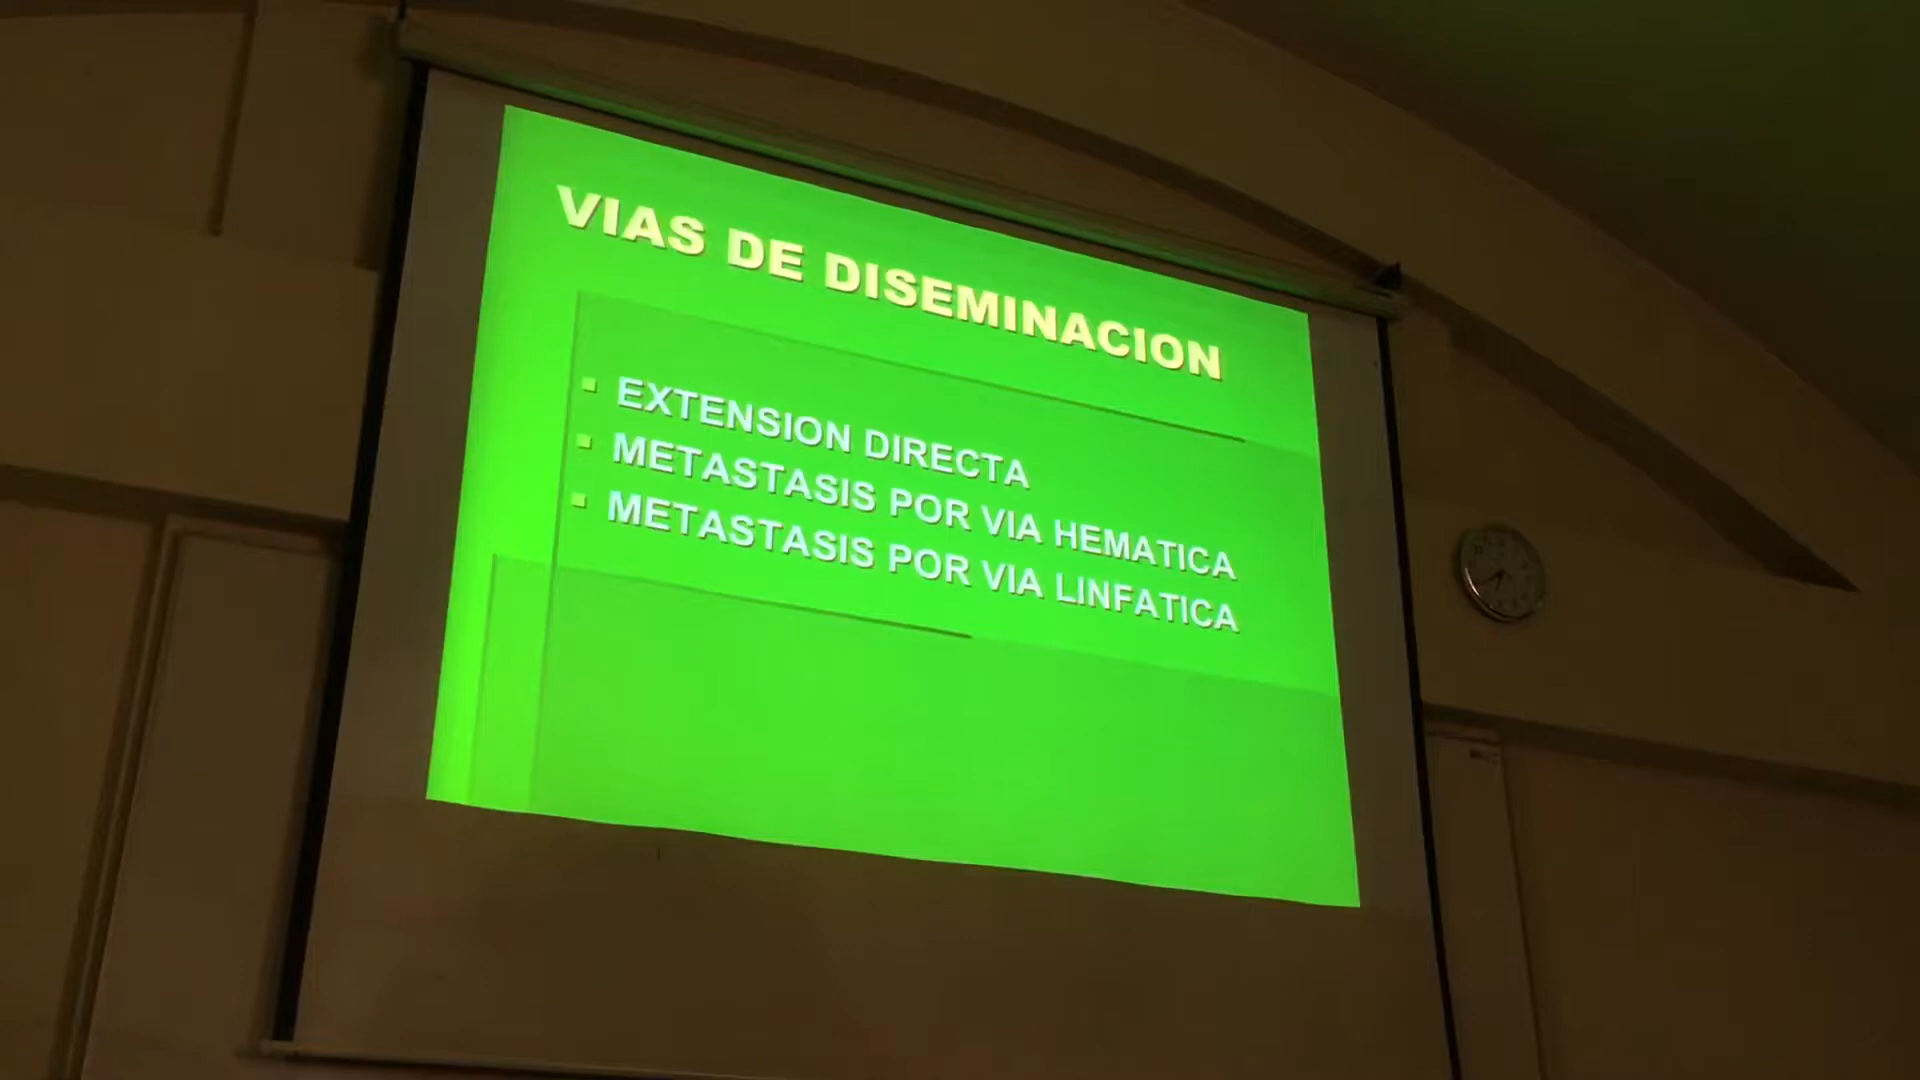 VIAS DE DISEMINACION
EXTENSION DIRECTA
METASTASIS POR VIA HEMATICA
METASTASIS POR VIA LINFATICA